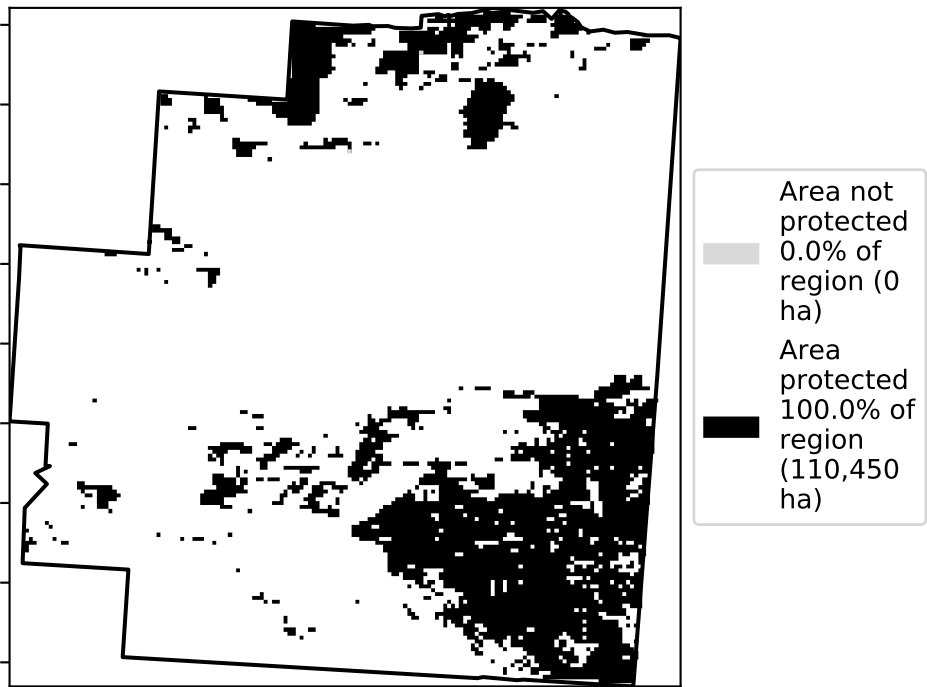 Area not
protected
0.0% of
region (0
ha)
Area
protected
100.0% of
region
(110,450
ha)